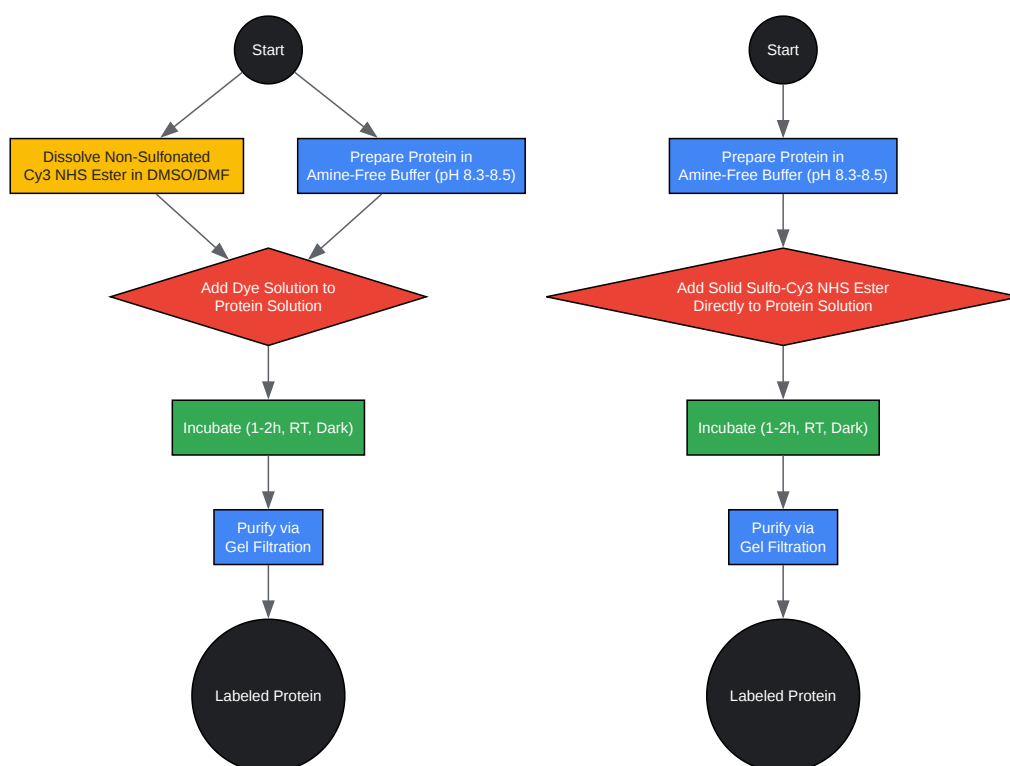 Start
Dissolve Non-Sulfonated
Cy3 NHS Ester in DMSO/DMF
Prepare Protein in
Amine-Free Buffer (pH 8.3-8.5)
Add Dye Solution to
Protein Solution
Incubate (1-2h, RT, Dark)
Purify via
Gel Filtration
Labeled Protein
Start
Prepare Protein in
Amine-Free Buffer (pH 8.3-8.5)
Add Solid Sulfo-Cy3 NHS Ester
Directly to Protein Solution
Incubate (1-2h, RT, Dark)
Purify via
Gel Filtration
Labeled Protein